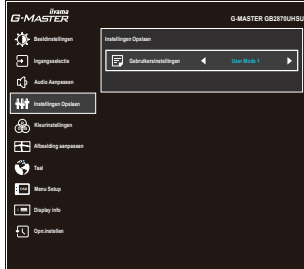 iiyama
G-MASTER
G-MASTER GB2870UHSU
Beeldinstellingen
Ingangsselectie
Audio Aanpassen
Instellingen Opslaan
Kleurinstellingen
Afbeelding aanpassen
Taal
OSD
Menu Setup
Display info
Opn.instellen
Instellingen Opslaan
Gebruikersinstellingen
User Mode 1